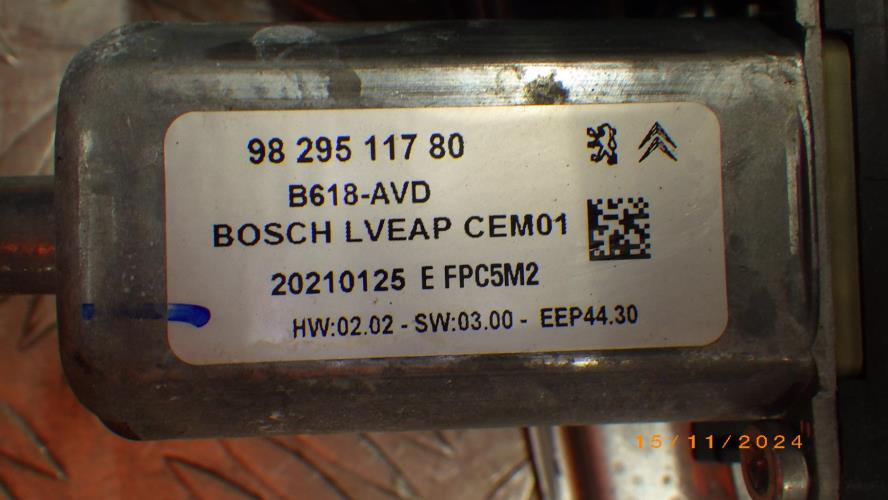 98 295 117 80
B618-AVD
BOSCH LVEAP CEM01
20210125 E FPC5M2
HW:02.02 - SW:03.00 - EEP44.30
15/11/2024